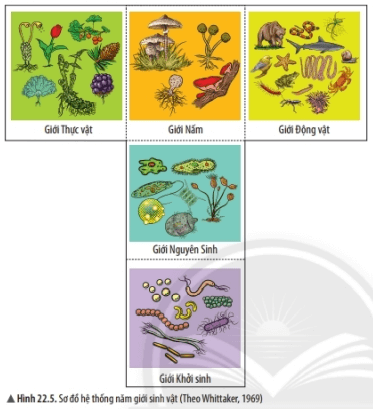 Giới Thực vật
Giới Nấm
Giới Động vật
Giới Nguyên Sinh
Giới Khởi sinh
▲ Hình 22.5. Sơ đồ hệ thống năm giới sinh vật (Theo Whittaker, 1969)